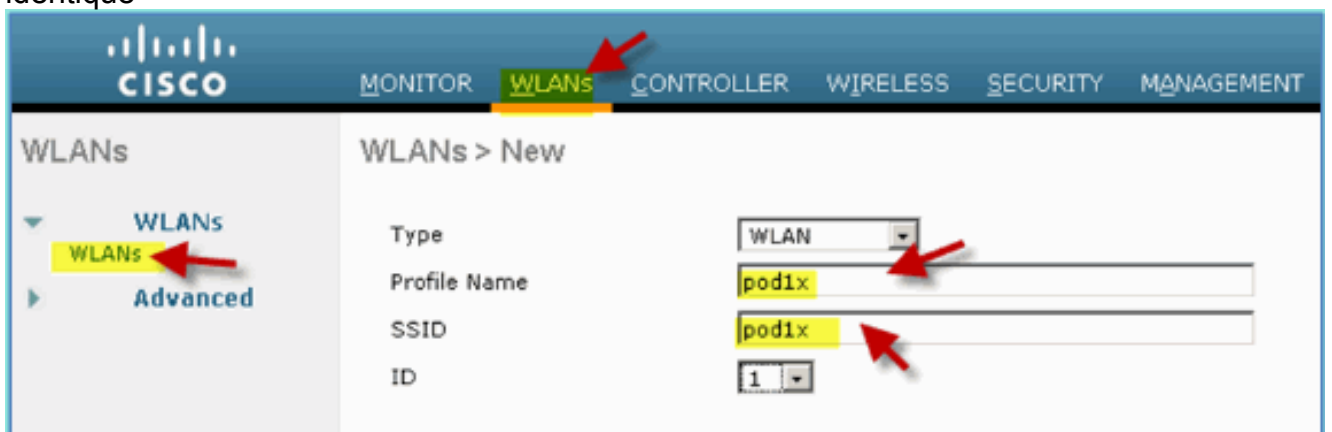 identique
CISCO
MONITOR WLANs CONTROLLER WIRELESS SECURITY MANAGEMENT
WLANs
WLANs > New
WLANs
WLANs
Advanced
Type WLAN
Profile Name pod1x
SSID pod1x
ID 1